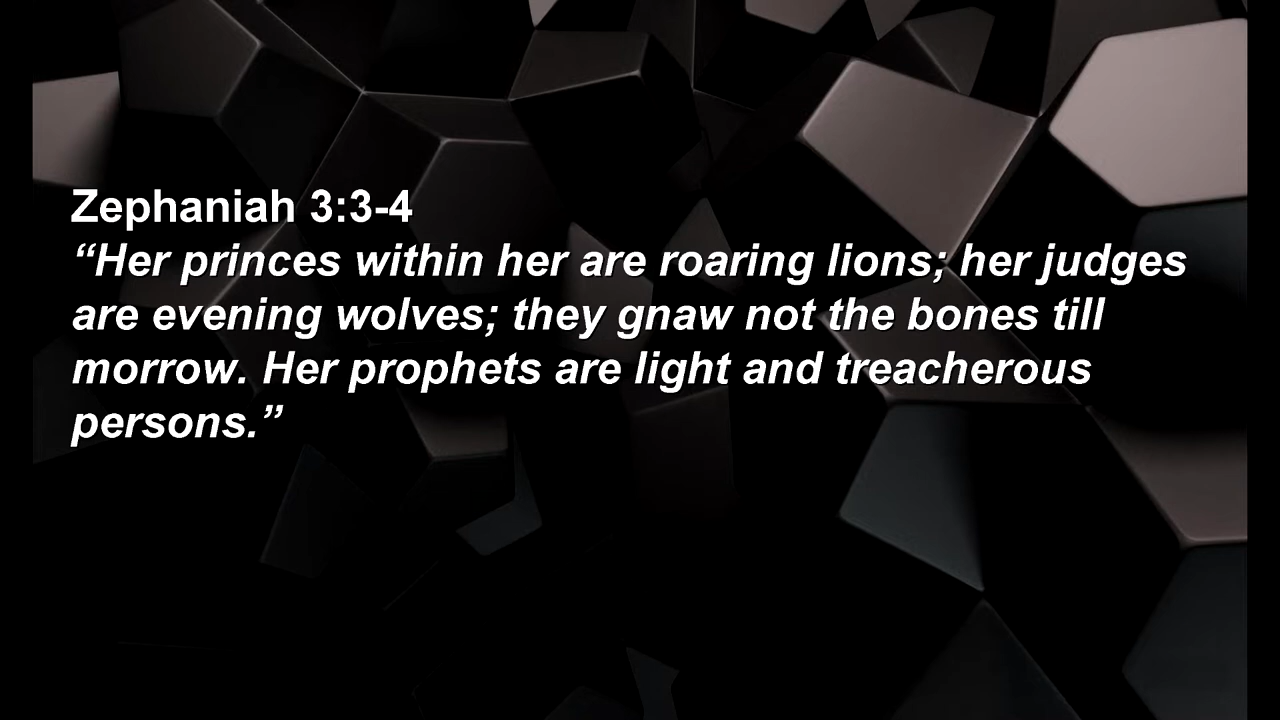 Zephaniah 3:3-4
“Her princes within her are roaring lions; her judges
are evening wolves; they gnaw not the bones till
morrow. Her prophets are light and treacherous
persons.”